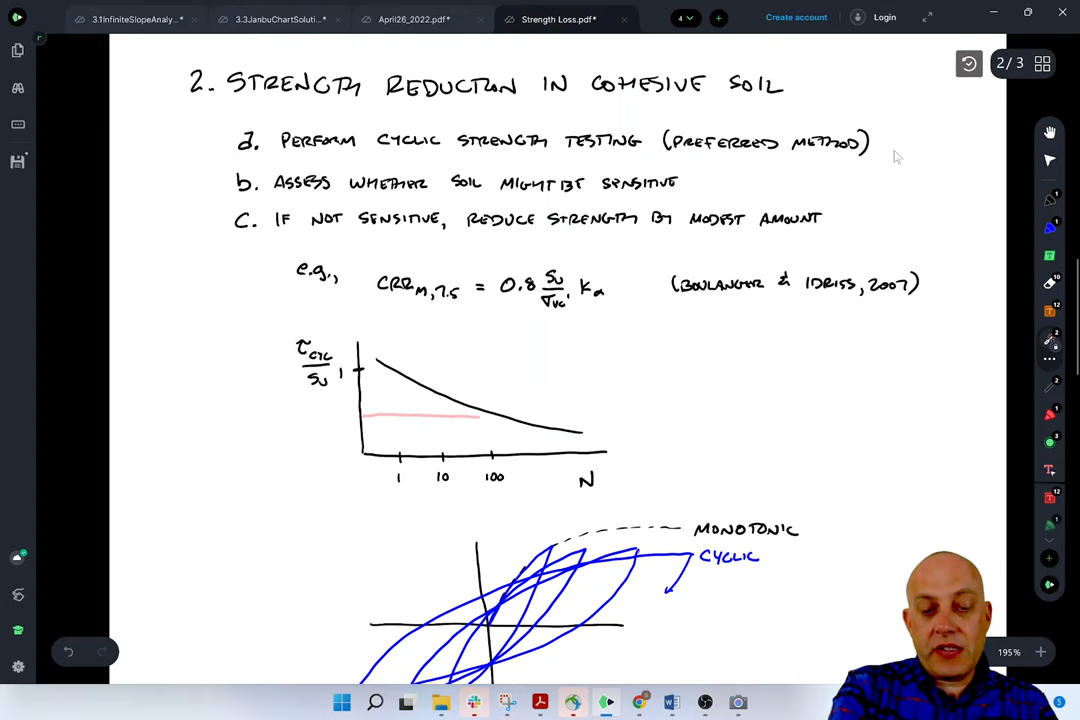 3.1InfiniteSlopeAnaly...*
3.3JanbuChartSoluti...*
April26_2022.pdf*
Strength Loss.pdf*
4
Create account
Login
2 / 3
2. STRENGTH REDUCTION IN COHESIVE SOIL
a. PERFORM CYCLIC STRENGTH TESTING (PREFERRED METHOD)
b. ASSESS WHETHER SOIL MIGHT BE SENSITIVE
C. IF NOT SENSITIVE, REDUCE STRENGTH BY MODEST AMOUNT
e.g., CRR_M,7.5 = 0.8 Su/σvc' Kα (BOULANGER & IDRISS, 2007)
τcyc/Su
1
1 10 100 N
MONOTONIC
CYCLIC
195%